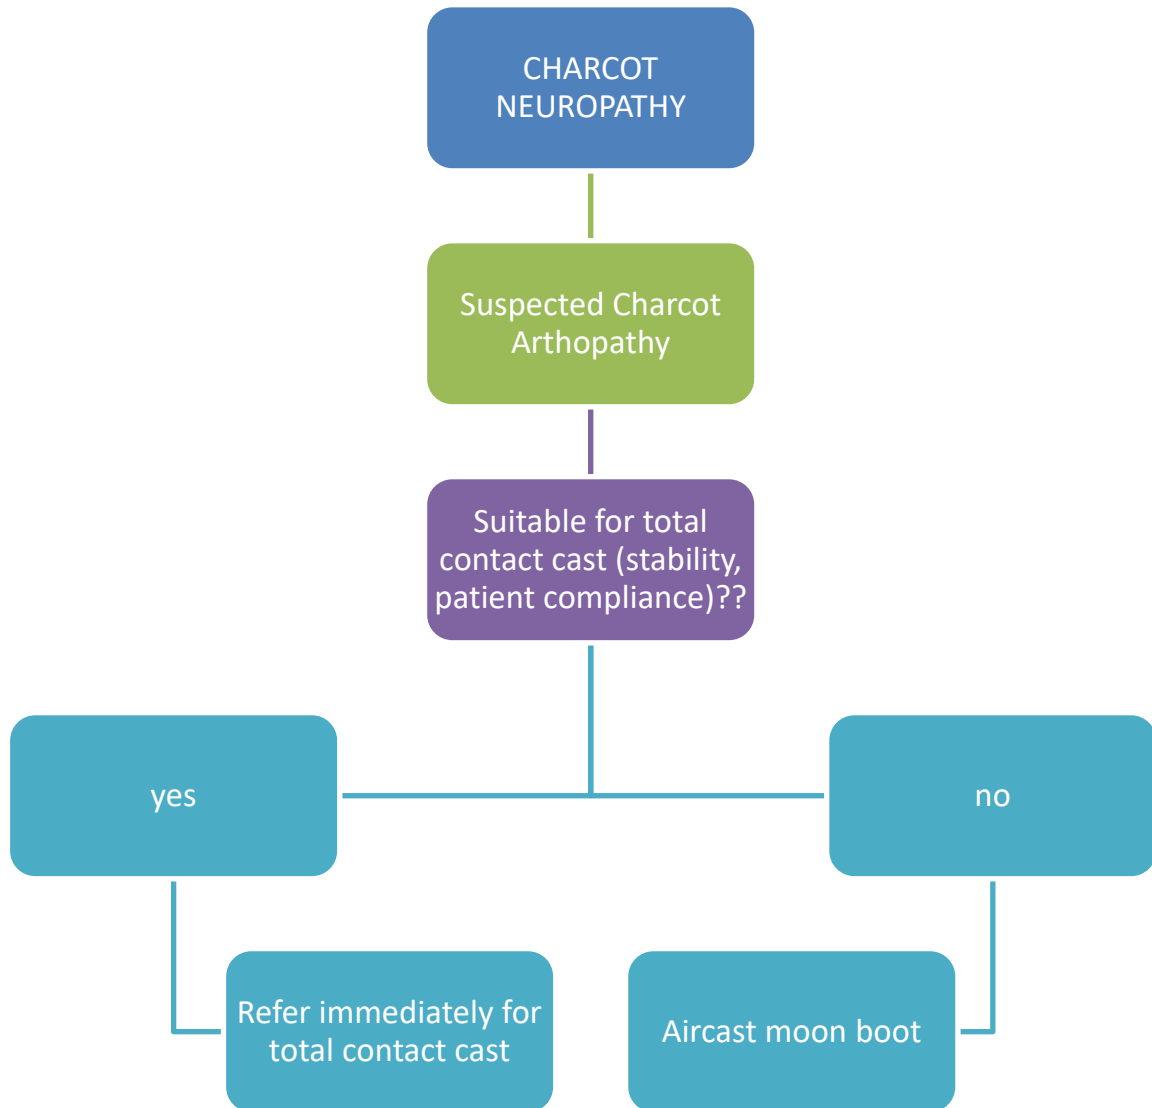 CHARCOT
NEUROPATHY
Suspected Charcot
Arthopathy
Suitable for total
contact cast (stability,
patient compliance)??
yes
no
Refer immediately for
total contact cast
Aircast moon boot